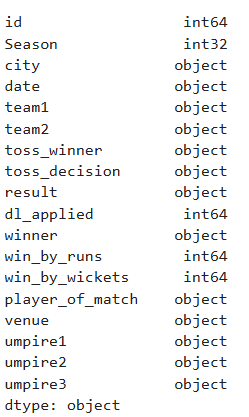 id int64
Season int32
city object
date object
team1 object
team2 object
toss_winner object
toss_decision object
result object
dl_applied int64
winner object
win_by_runs int64
win_by_wickets int64
player_of_match object
venue object
umpire1 object
umpire2 object
umpire3 object
dtype: object